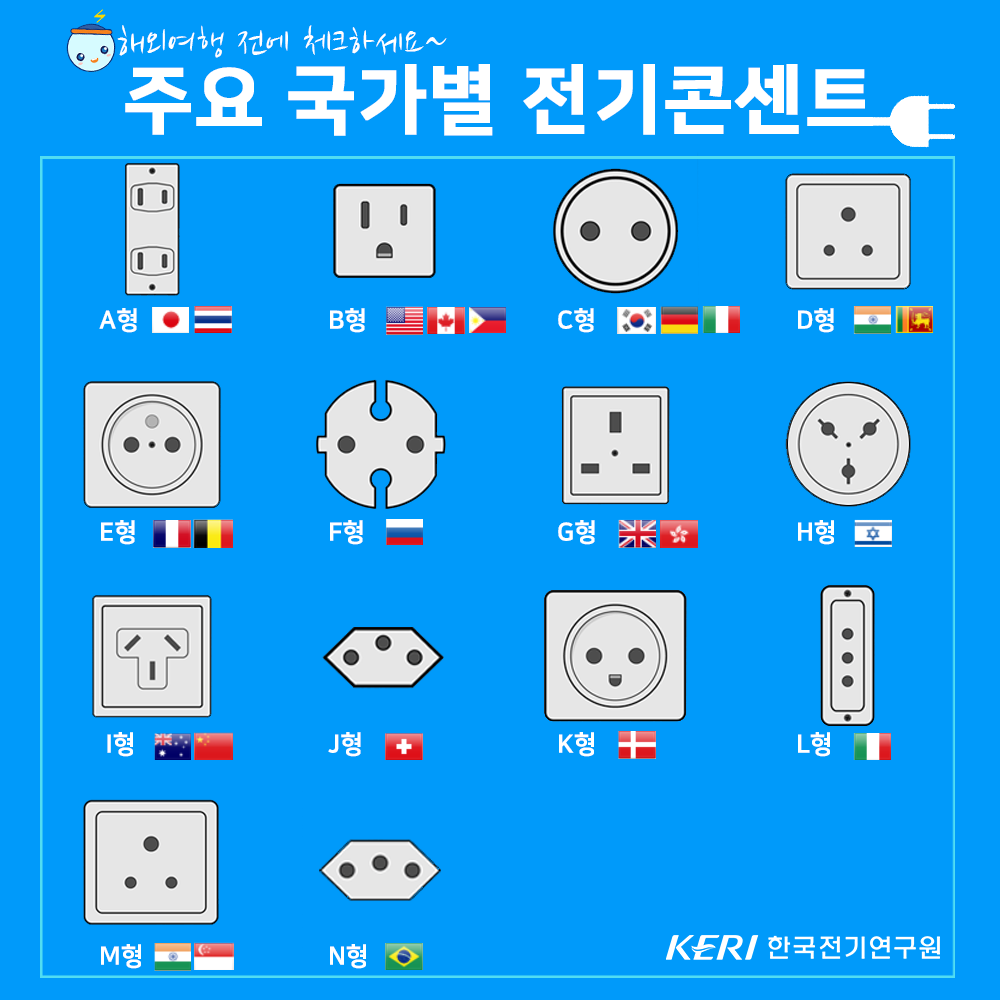 해외여행 전에 체크하세요~
주요 국가별 전기콘센트
A형
B형
C형
D형
E형
F형
G형
H형
I형
J형
K형
L형
M형
N형
KERI 한국전기연구원